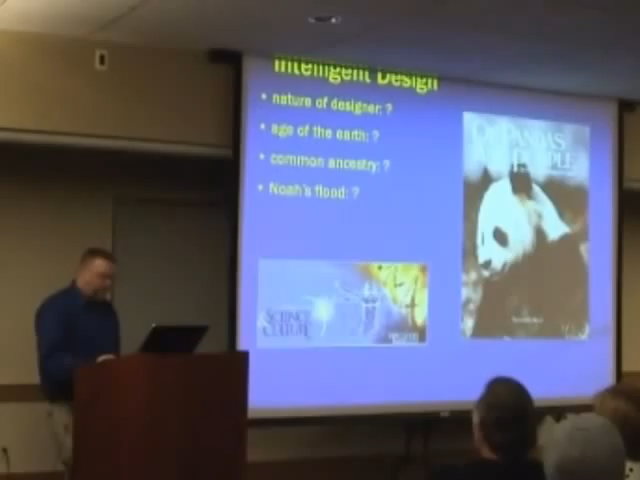 Intelligent Design
• nature of designer: ?
• age of the earth: ?
• common ancestry: ?
• Noah's flood: ?
PANDAS
PEOPLE
SCIENCE
CULTURE